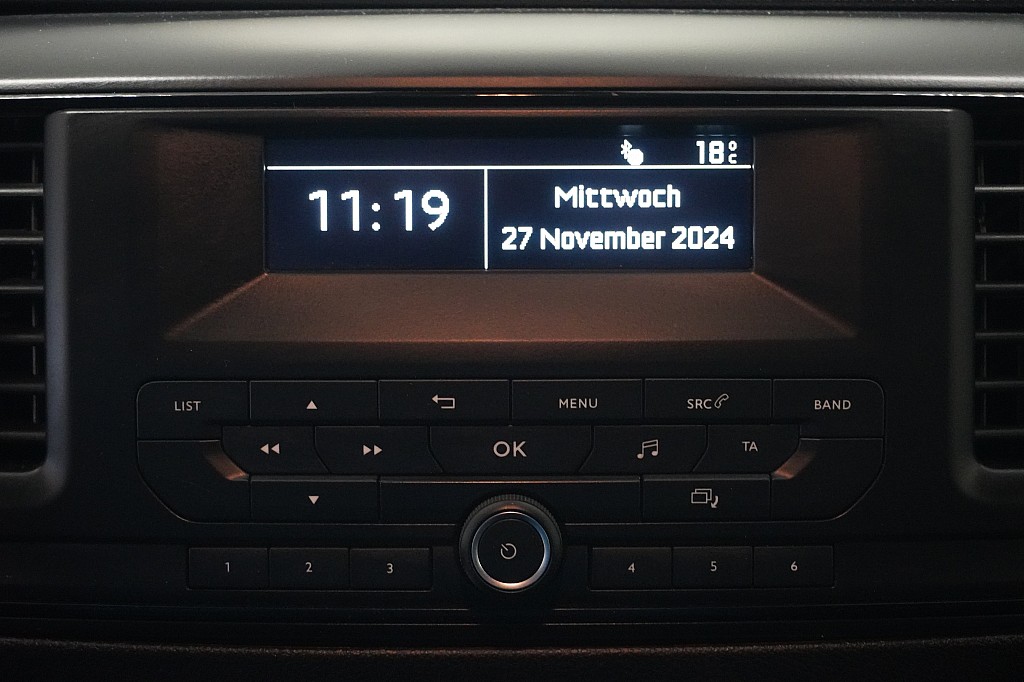 18°C
11:19
Mittwoch
27 November 2024
LIST
MENU
SRC
BAND
OK
TA
1 2 3 4 5 6